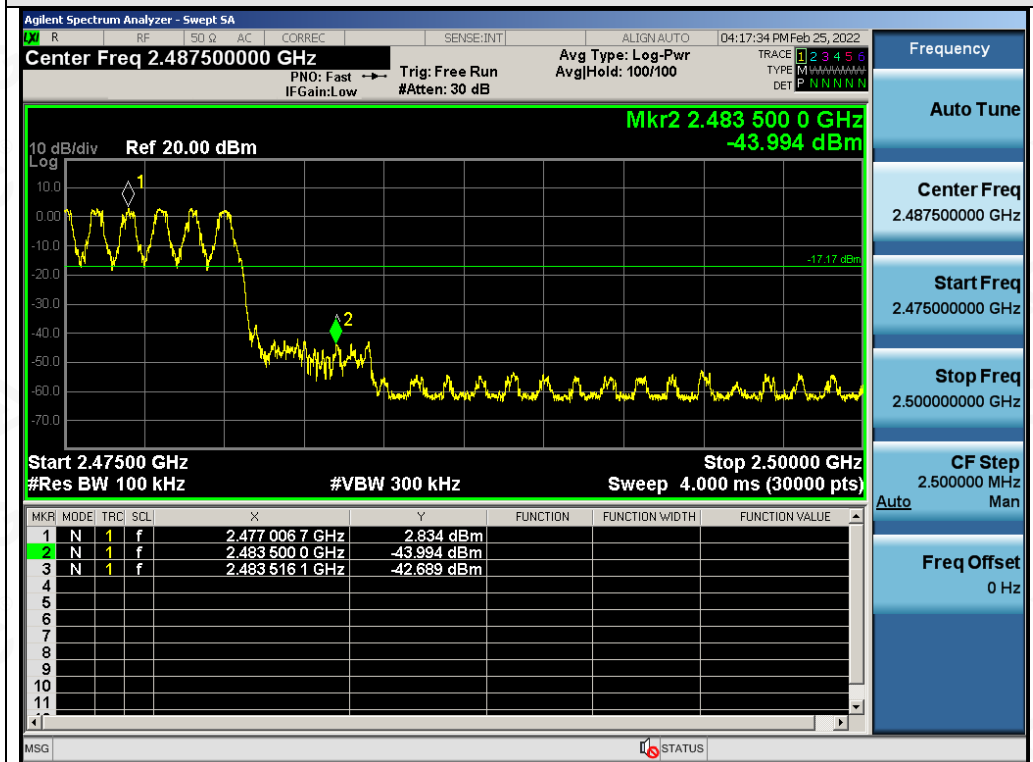 Agilent Spectrum Analyzer - Swept SA
LXI R RF 50 Ω AC CORREC SENSE:INT ALIGN AUTO 04:17:34 PM Feb 25, 2022
Center Freq 2.487500000 GHz
PNO: Fast
IFGain:Low
Trig: Free Run
#Atten: 30 dB
Avg Type: Log-Pwr
Avg|Hold: 100/100
TRACE 1 2 3 4 5 6
TYPE M WWWWW
DET P N N N N N
Mkr2 2.483 500 0 GHz
-43.994 dBm
10 dB/div Ref 20.00 dBm
Log
10.0
0.00
-10.0
-20.0
-30.0
-40.0
-50.0
-60.0
-70.0
1
2
-17.17 dBm
Start 2.47500 GHz Stop 2.50000 GHz
#Res BW 100 kHz #VBW 300 kHz Sweep 4.000 ms (30000 pts)
MKR MODE TRC SCL X Y FUNCTION FUNCTION WIDTH FUNCTION VALUE
1 N 1 f 2.477 006 7 GHz 2.834 dBm
2 N 1 f 2.483 500 0 GHz -43.994 dBm
3 N 1 f 2.483 516 1 GHz -42.689 dBm
4
5
6
7
8
9
10
11
MSG STATUS
Frequency
Auto Tune
Center Freq
2.487500000 GHz
Start Freq
2.475000000 GHz
Stop Freq
2.500000000 GHz
CF Step
2.500000 MHz
Auto Man
Freq Offset
0 Hz